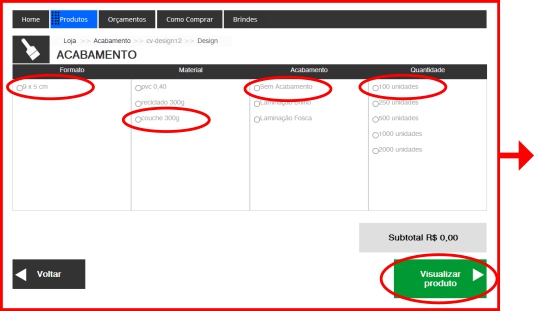 Home Produtos Orçamentos Como Comprar Brindes
Loja >> Acabamento >> cv-design12 >> Design
ACABAMENTO
Formato Material Acabamento Quantidade
9 x 5 cm pvc 0,40 Sem Acabamento 100 unidades
reciclado 300g Laminação Brilho 250 unidades
couche 300g Laminação Fosca 500 unidades
1000 unidades
2000 unidades
Subtotal R$ 0,00
Voltar Visualizar
produto